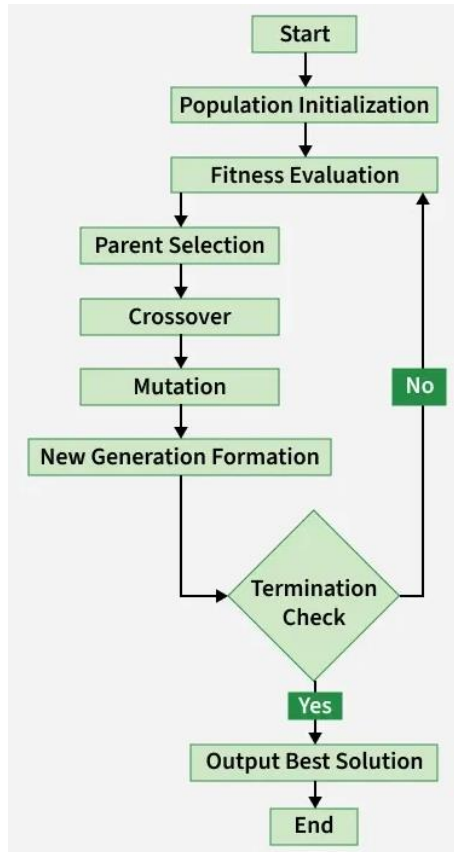 Start
Population Initialization
Fitness Evaluation
Parent Selection
Crossover
Mutation
No
New Generation Formation
Termination
Check
Yes
Output Best Solution
End